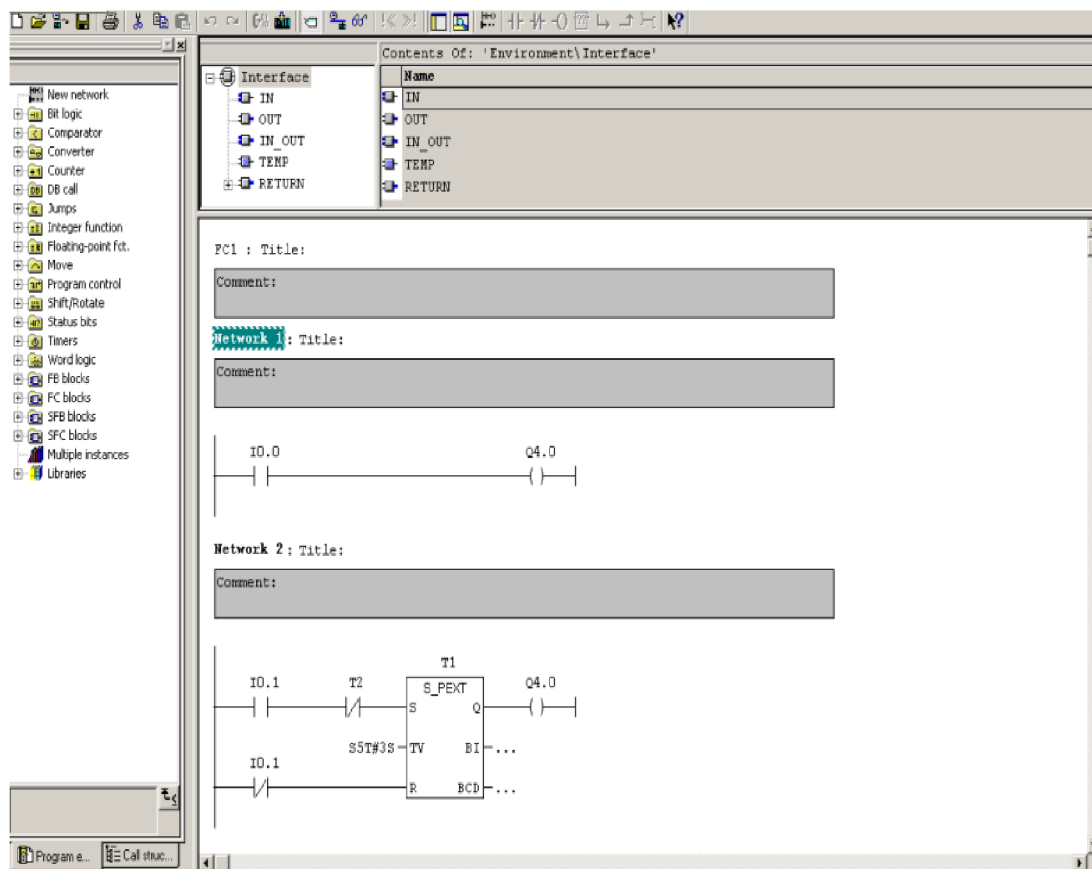 Contents Of: 'Environment\Interface'
Interface
IN
OUT
IN_OUT
TEMP
RETURN
Name
IN
OUT
IN_OUT
TEMP
RETURN
New network
Bit logic
Comparator
Converter
Counter
DB call
Jumps
Integer function
Floating-point fct.
Move
Program control
Shift/Rotate
Status bits
Timers
Word logic
FB blocks
FC blocks
SFB blocks
SFC blocks
Multiple instances
Libraries
Program e...
Call struc...
FC1 : Title:
Comment:
Network 1: Title:
Comment:
I0.0 Q4.0
Network 2: Title:
Comment:
T1
I0.1 T2 S_PEXT Q4.0
S Q
S5T#3S TV BI ...
I0.1
R BCD ...